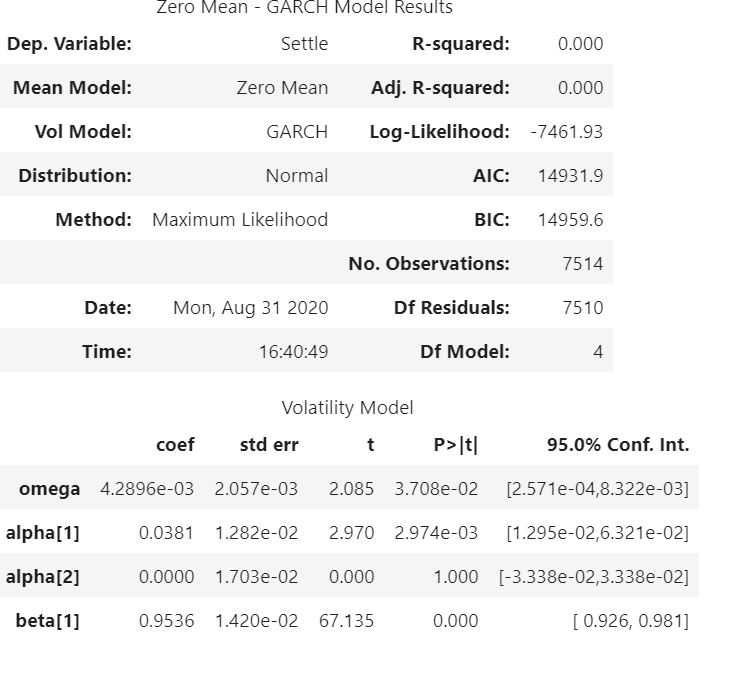 Zero Mean - GARCH Model Results
Dep. Variable: Settle R-squared: 0.000
Mean Model: Zero Mean Adj. R-squared: 0.000
Vol Model: GARCH Log-Likelihood: -7461.93
Distribution: Normal AIC: 14931.9
Method: Maximum Likelihood BIC: 14959.6
No. Observations: 7514
Date: Mon, Aug 31 2020 Df Residuals: 7510
Time: 16:40:49 Df Model: 4
Volatility Model
coef std err t P>|t| 95.0% Conf. Int.
omega 4.2896e-03 2.057e-03 2.085 3.708e-02 [2.571e-04,8.322e-03]
alpha[1] 0.0381 1.282e-02 2.970 2.974e-03 [1.295e-02,6.321e-02]
alpha[2] 0.0000 1.703e-02 0.000 1.000 [-3.338e-02,3.338e-02]
beta[1] 0.9536 1.420e-02 67.135 0.000 [ 0.926, 0.981]